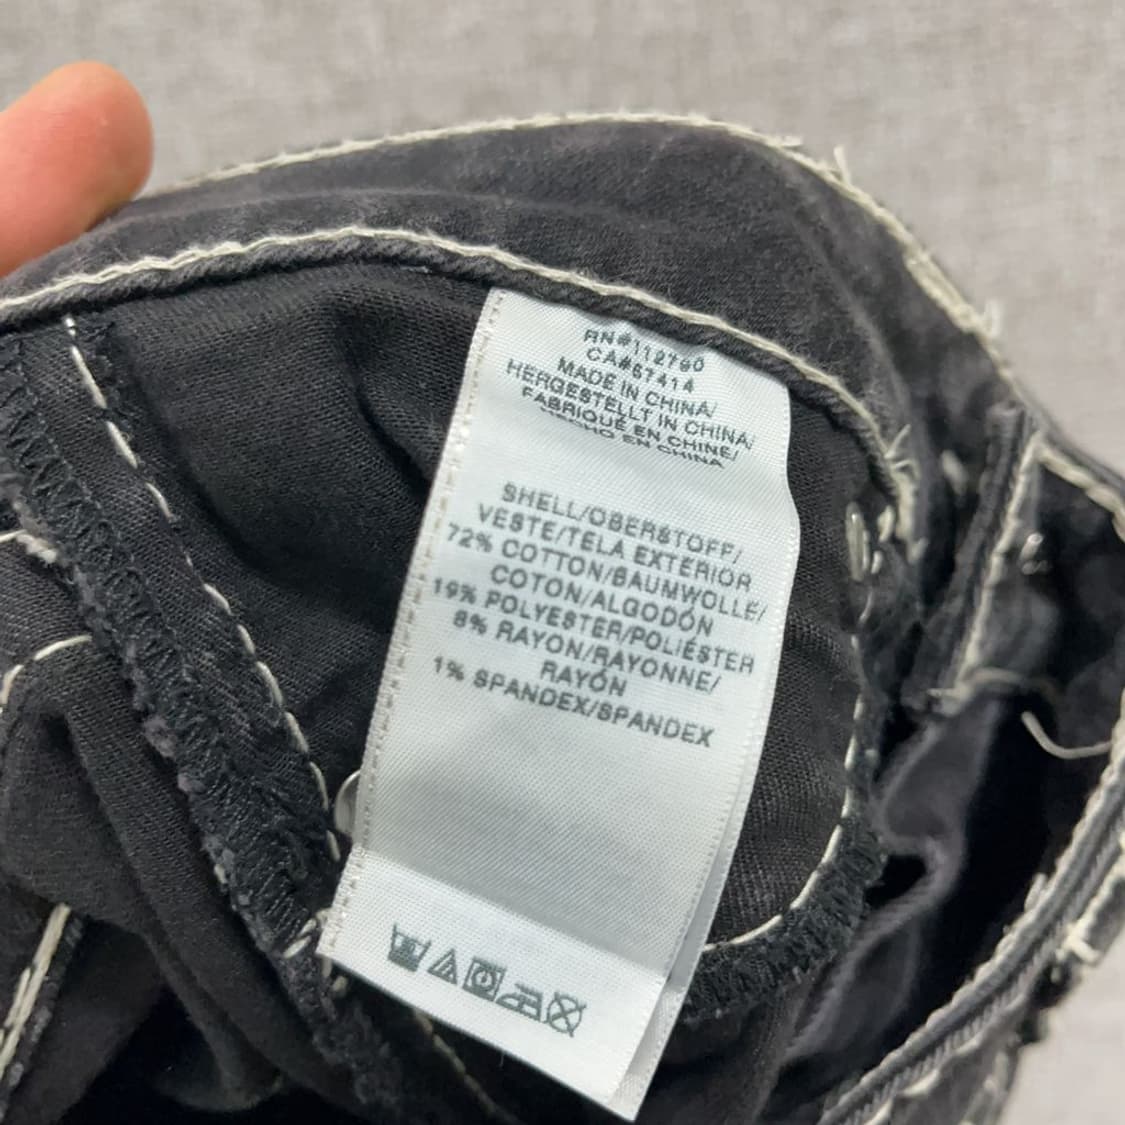 RN#112790
CA#67414
MADE IN CHINA/
HERGESTELLT IN CHINA/
FABRIQUÉ EN CHINE/
HECHO EN CHINA
SHELL/OBERSTOFF/
VESTE/TELA EXTERIOR
72% COTTON/BAUMWOLLE/
COTON/ALGODÓN
19% POLYESTER/POLIÉSTER
8% RAYON/RAYONNE/
RAYÓN
1% SPANDEX/SPANDEX